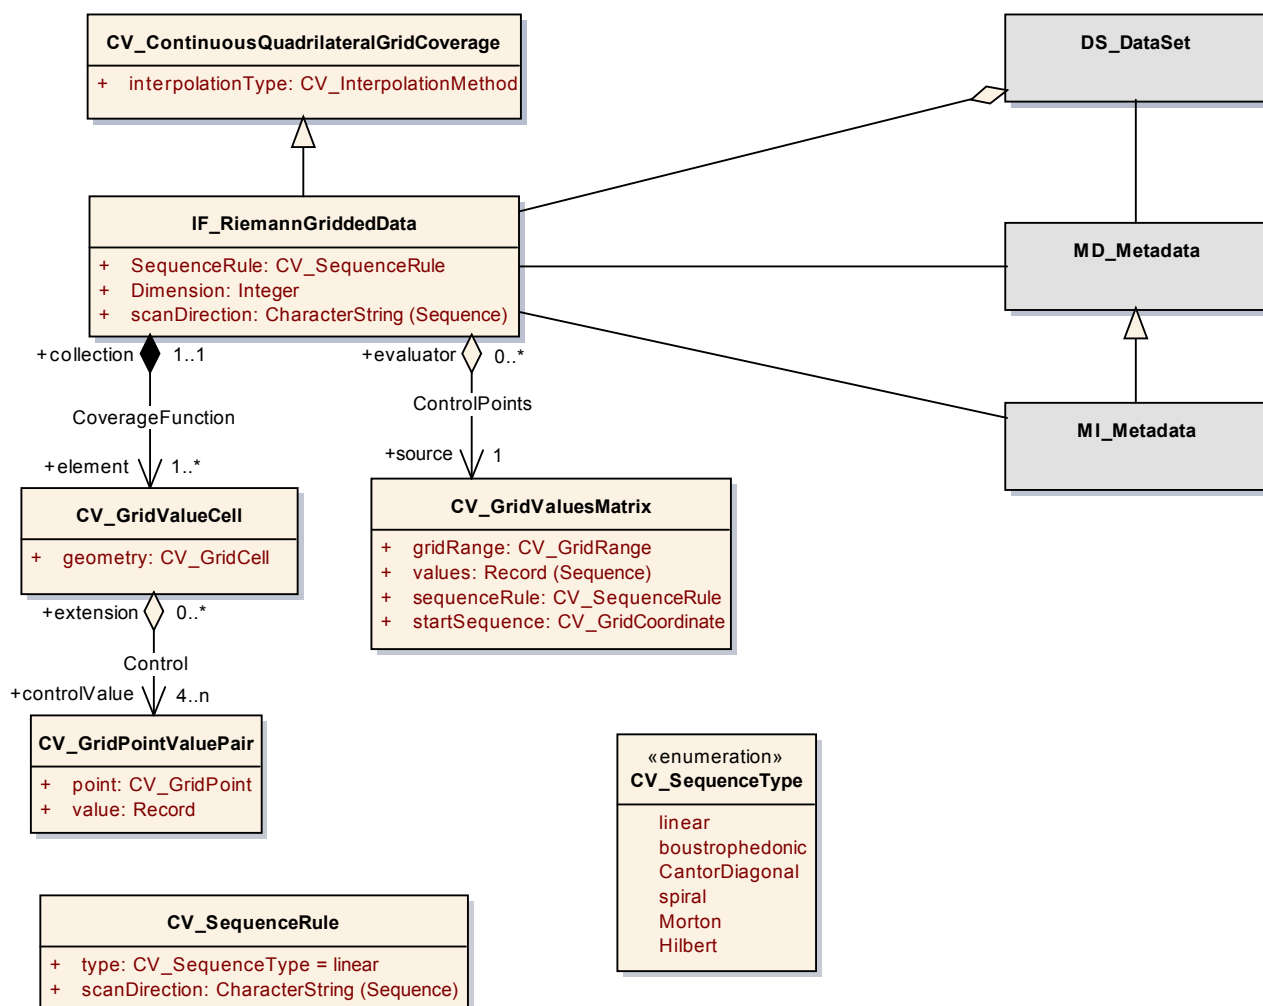 CV_ContinuousQuadrilateralGridCoverage
+ interpolationType: CV_InterpolationMethod
DS_DataSet
IF_RiemannGriddedData
+ SequenceRule: CV_SequenceRule
+ Dimension: Integer
+ scanDirection: CharacterString (Sequence)
MD_Metadata
MI_Metadata
+collection 1..1
CoverageFunction
+element 1..*
+evaluator 0..*
ControlPoints
+source 1
CV_GridValueCell
+ geometry: CV_GridCell
CV_GridValuesMatrix
+ gridRange: CV_GridRange
+ values: Record (Sequence)
+ sequenceRule: CV_SequenceRule
+ startSequence: CV_GridCoordinate
+extension 0..*
Control
+controlValue 4..n
CV_GridPointValuePair
+ point: CV_GridPoint
+ value: Record
«enumeration»
CV_SequenceType
linear
boustrophedonic
CantorDiagonal
spiral
Morton
Hilbert
CV_SequenceRule
+ type: CV_SequenceType = linear
+ scanDirection: CharacterString (Sequence)